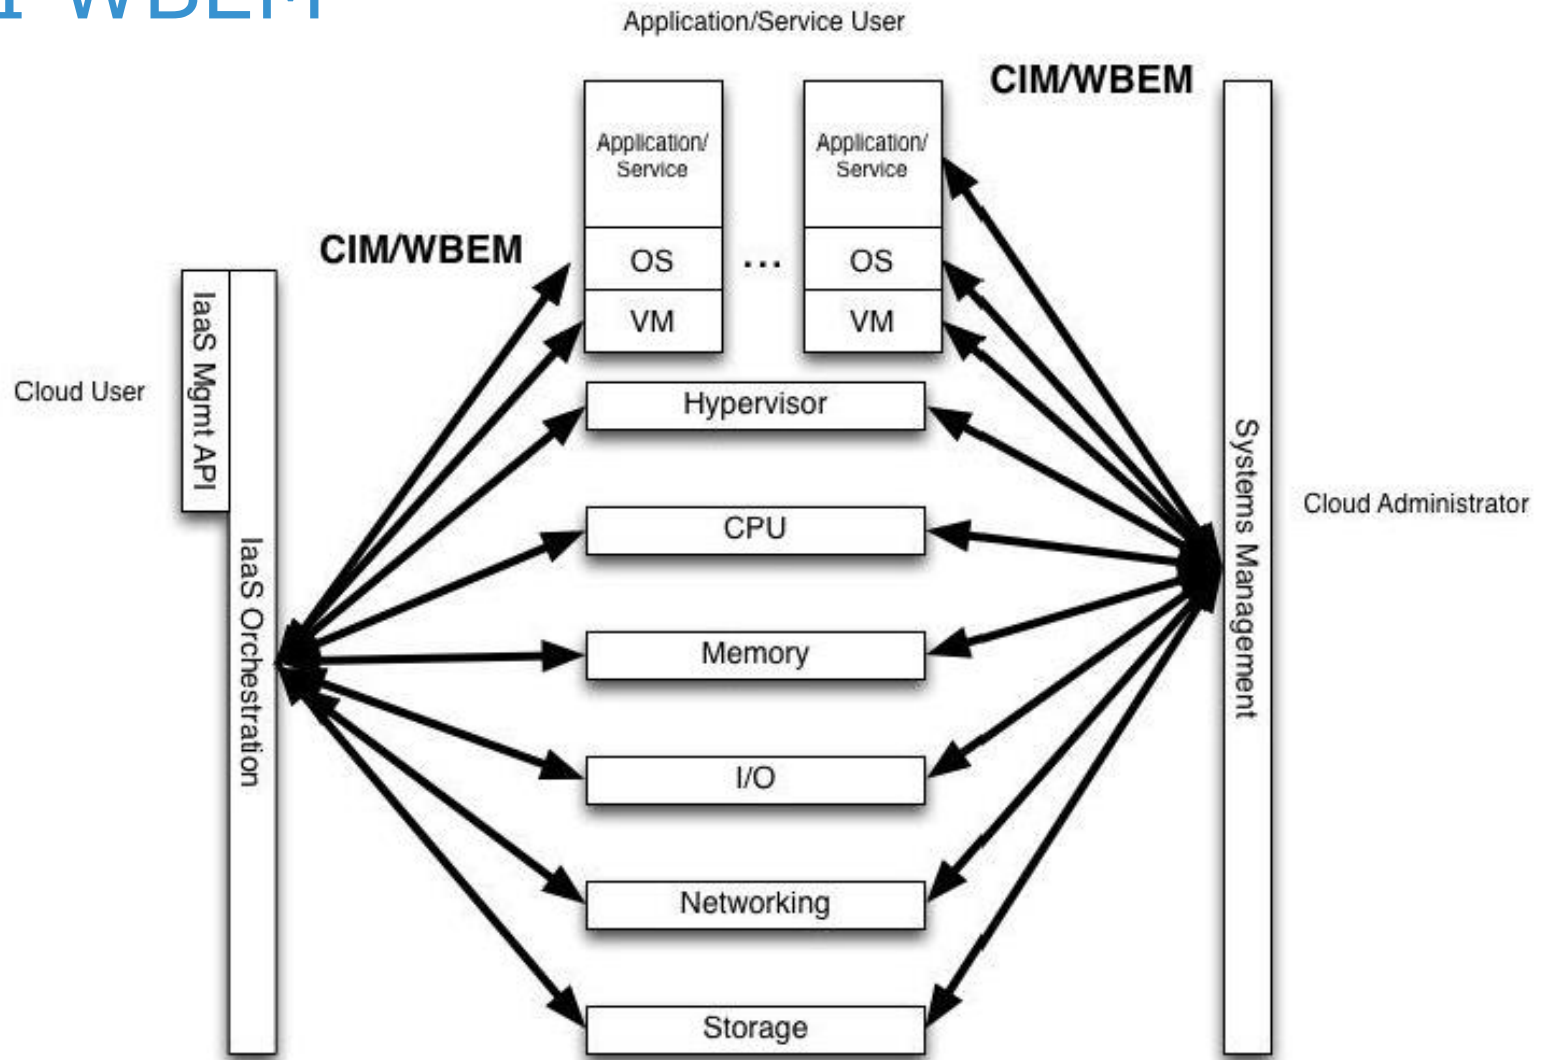 WBEM
Application/Service User
CIM/WBEM
Application/
Service
Application/
Service
CIM/WBEM
OS
...
OS
VM
VM
IaaS Mgmt API
Cloud User
Hypervisor
Systems Management
Cloud Administrator
CPU
IaaS Orchestration
Memory
I/O
Networking
Storage